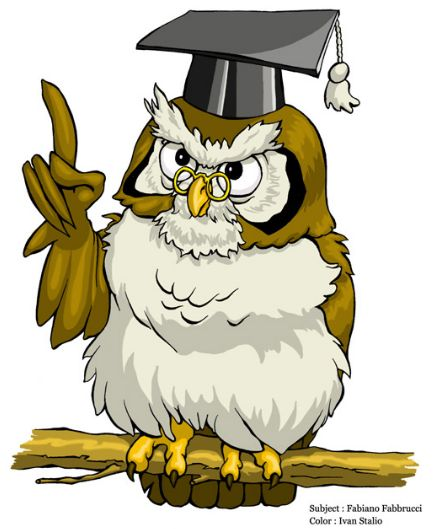 Subject : Fabiano Fabbrucci
Color : Ivan Stalio